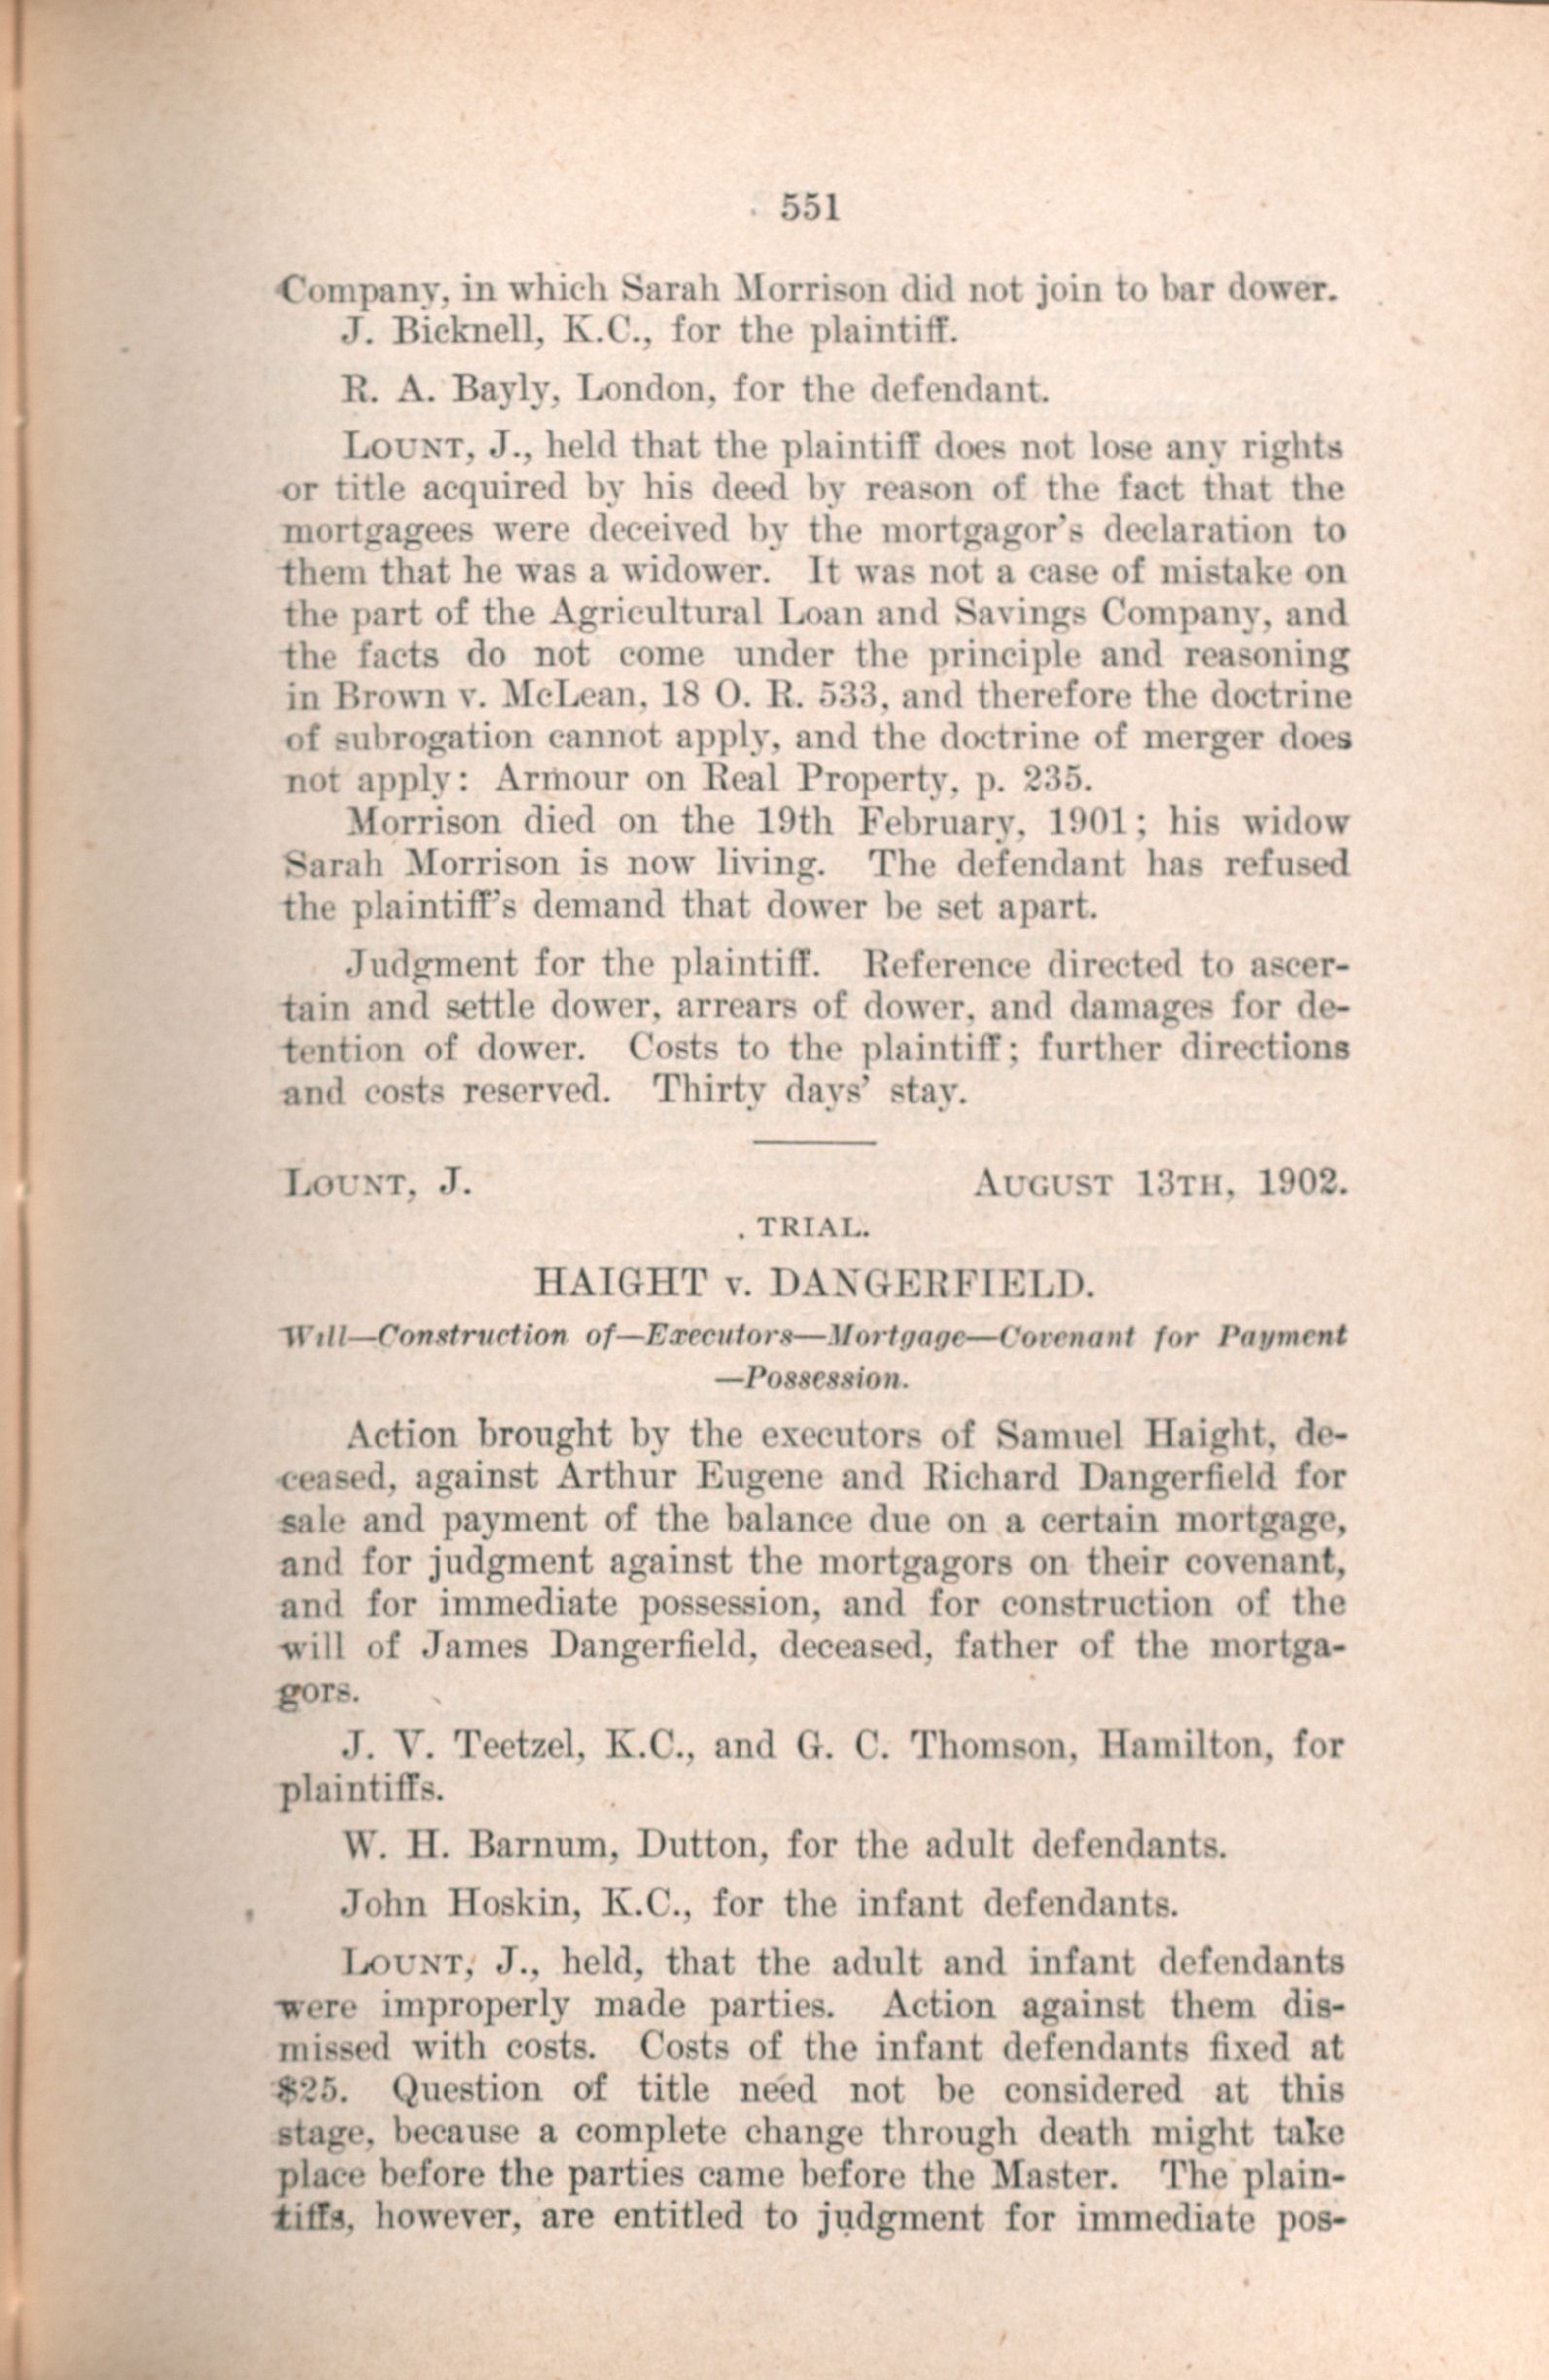 551
Company, in which Sarah Morrison did not join to bar dower.
J. Bicknell, K.C., for the plaintiff.
R. A. Bayly, London, for the defendant.
LOUNT, J., held that the plaintiff does not lose any rights
or title acquired by his deed by reason of the fact that the
mortgagees were deceived by the mortgagor's declaration to
them that he was a widower. It was not a case of mistake on
the part of the Agricultural Loan and Savings Company, and
the facts do not come under the principle and reasoning
in Brown v. McLean, 18 O. R. 533, and therefore the doctrine
of subrogation cannot apply, and the doctrine of merger does
not apply: Armour on Real Property, p. 235.
Morrison died on the 19th February, 1901; his widow
Sarah Morrison is now living. The defendant has refused
the plaintiff's demand that dower be set apart.
Judgment for the plaintiff. Reference directed to ascer-
tain and settle dower, arrears of dower, and damages for de-
tention of dower. Costs to the plaintiff; further directions
and costs reserved. Thirty days' stay.
LOUNT, J. AUGUST 13TH, 1902.
TRIAL.
HAIGHT v. DANGERFIELD.
Will—Construction of—Executors—Mortgage—Covenant for Payment
—Possession.
Action brought by the executors of Samuel Haight, de-
ceased, against Arthur Eugene and Richard Dangerfield for
sale and payment of the balance due on a certain mortgage,
and for judgment against the mortgagors on their covenant,
and for immediate possession, and for construction of the
will of James Dangerfield, deceased, father of the mortga-
gors.
J. V. Teetzel, K.C., and G. C. Thomson, Hamilton, for
plaintiffs.
W. H. Barnum, Dutton, for the adult defendants.
John Hoskin, K.C., for the infant defendants.
LOUNT, J., held, that the adult and infant defendants
were improperly made parties. Action against them dis-
missed with costs. Costs of the infant defendants fixed at
$25. Question of title need not be considered at this
stage, because a complete change through death might take
place before the parties came before the Master. The plain-
tiffs, however, are entitled to judgment for immediate pos-